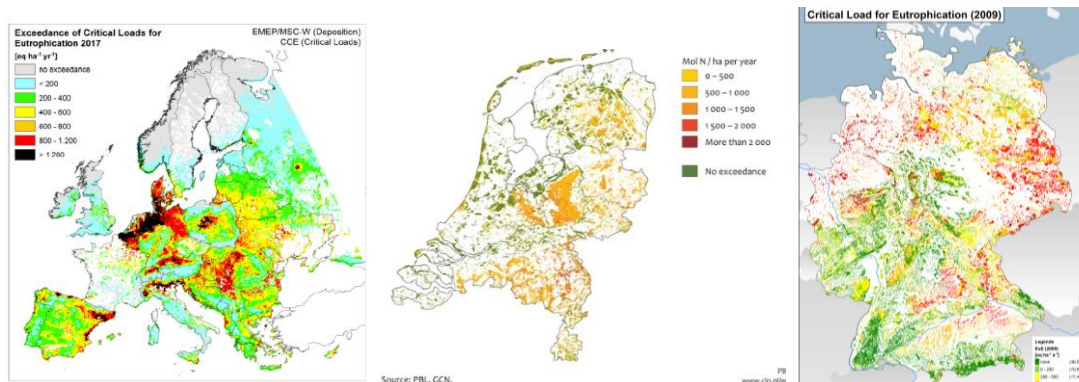 Exceedance of Critical Loads for
Eutrophication 2017
[eq ha⁻¹ yr⁻¹]
EMEP/MSC-W (Deposition)
CCE (Critical Loads)
no exceedance
< 200
200 - 400
400 - 600
600 - 800
800 - 1.200
> 1.200
Mol N / ha per year
0 – 500
500 – 1 000
1 000 – 1 500
1 500 – 2 000
More than 2 000
No exceedance
Source: PBL, GCN,
Critical Load for Eutrophication (2009)
Legende
none
0 - 200